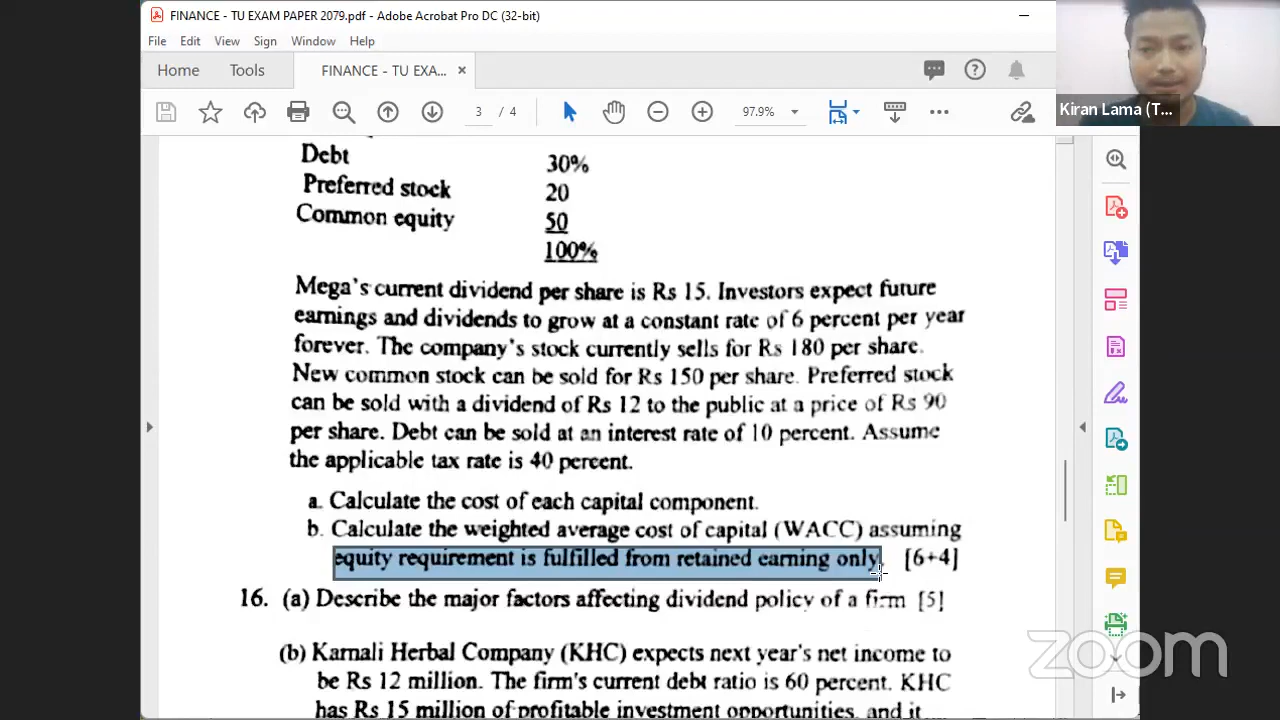 FINANCE - TU EXAM PAPER 2079.pdf - Adobe Acrobat Pro DC (32-bit)
File Edit View Sign Window Help
Home Tools FINANCE - TU EXA... ×
3 / 4 97.9%
Kiran Lama (T...
Debt 30%
Preferred stock 20
Common equity 50
100%
Mega's current dividend per share is Rs 15. Investors expect future
earnings and dividends to grow at a constant rate of 6 percent per year
forever. The company's stock currently sells for Rs 180 per share.
New common stock can be sold for Rs 150 per share. Preferred stock
can be sold with a dividend of Rs 12 to the public at a price of Rs 90
per share. Debt can be sold at an interest rate of 10 percent. Assume
the applicable tax rate is 40 percent.
a. Calculate the cost of each capital component.
b. Calculate the weighted average cost of capital (WACC) assuming
equity requirement is fulfilled from retained earning only. [6+4]
16. (a) Describe the major factors affecting dividend policy of a firm [5]
(b) Karnali Herbal Company (KHC) expects next year's net income to
be Rs 12 million. The firm's current debt ratio is 60 percent. KHC
has Rs 15 million of profitable investment opportunities, and it
zoom